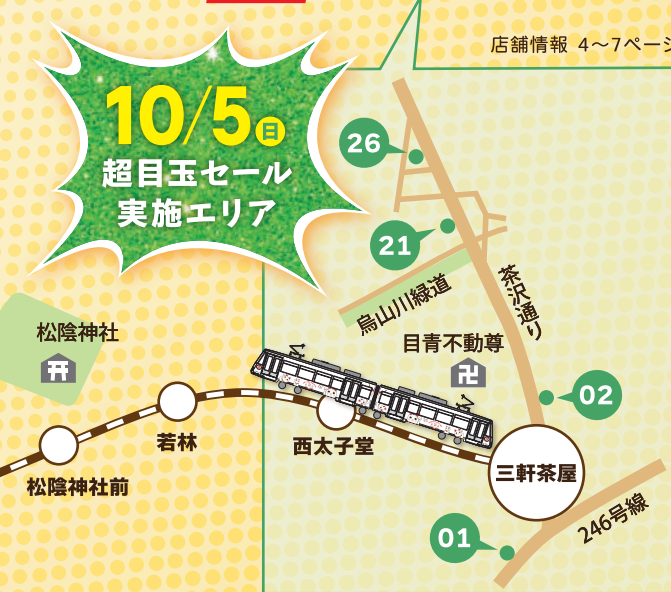 店舗情報 4〜7ページ
10/5日
超目玉セール
実施エリア
26
21
烏山川緑道
茶沢通り
松陰神社
目青不動尊
02
若林
西太子堂
三軒茶屋
松陰神社前
246号線
01